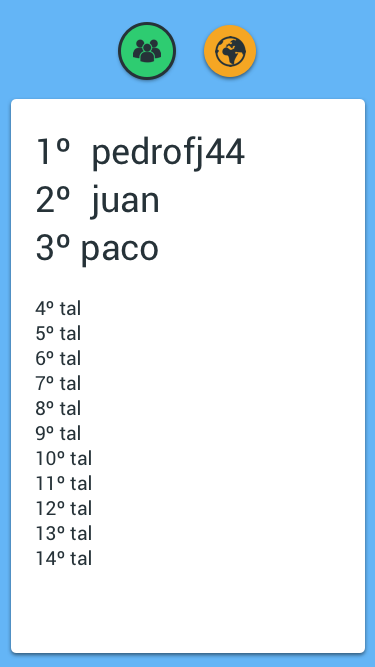 1º pedrofj44
2º juan
3º paco
4º tal
5º tal
6º tal
7º tal
8º tal
9º tal
10º tal
11º tal
12º tal
13º tal
14º tal